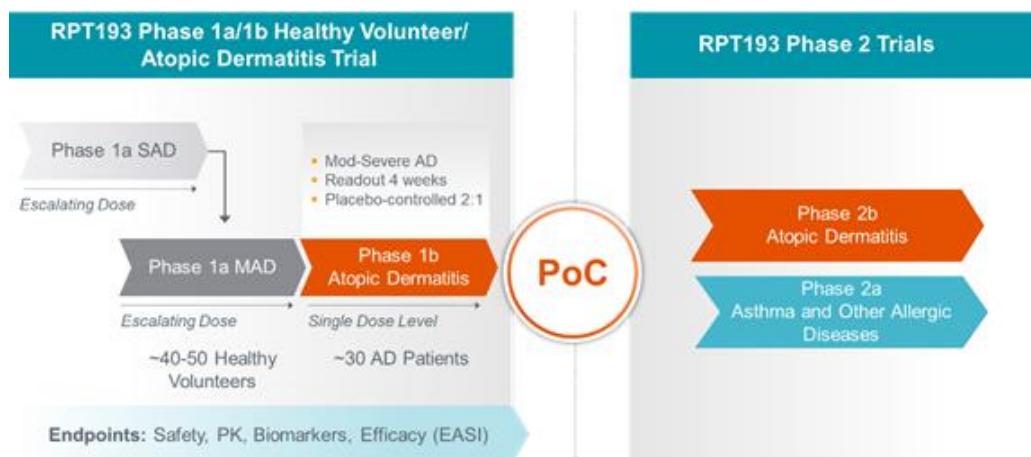 RPT193 Phase 1a/1b Healthy Volunteer/
Atopic Dermatitis Trial
Phase 1a SAD
Escalating Dose
• Mod-Severe AD
• Readout 4 weeks
• Placebo-controlled 2:1
Phase 1a MAD
Phase 1b
Atopic Dermatitis
Escalating Dose
Single Dose Level
~40-50 Healthy
Volunteers
~30 AD Patients
Endpoints: Safety, PK, Biomarkers, Efficacy (EASI)
PoC
RPT193 Phase 2 Trials
Phase 2b
Atopic Dermatitis
Phase 2a
Asthma and Other Allergic
Diseases